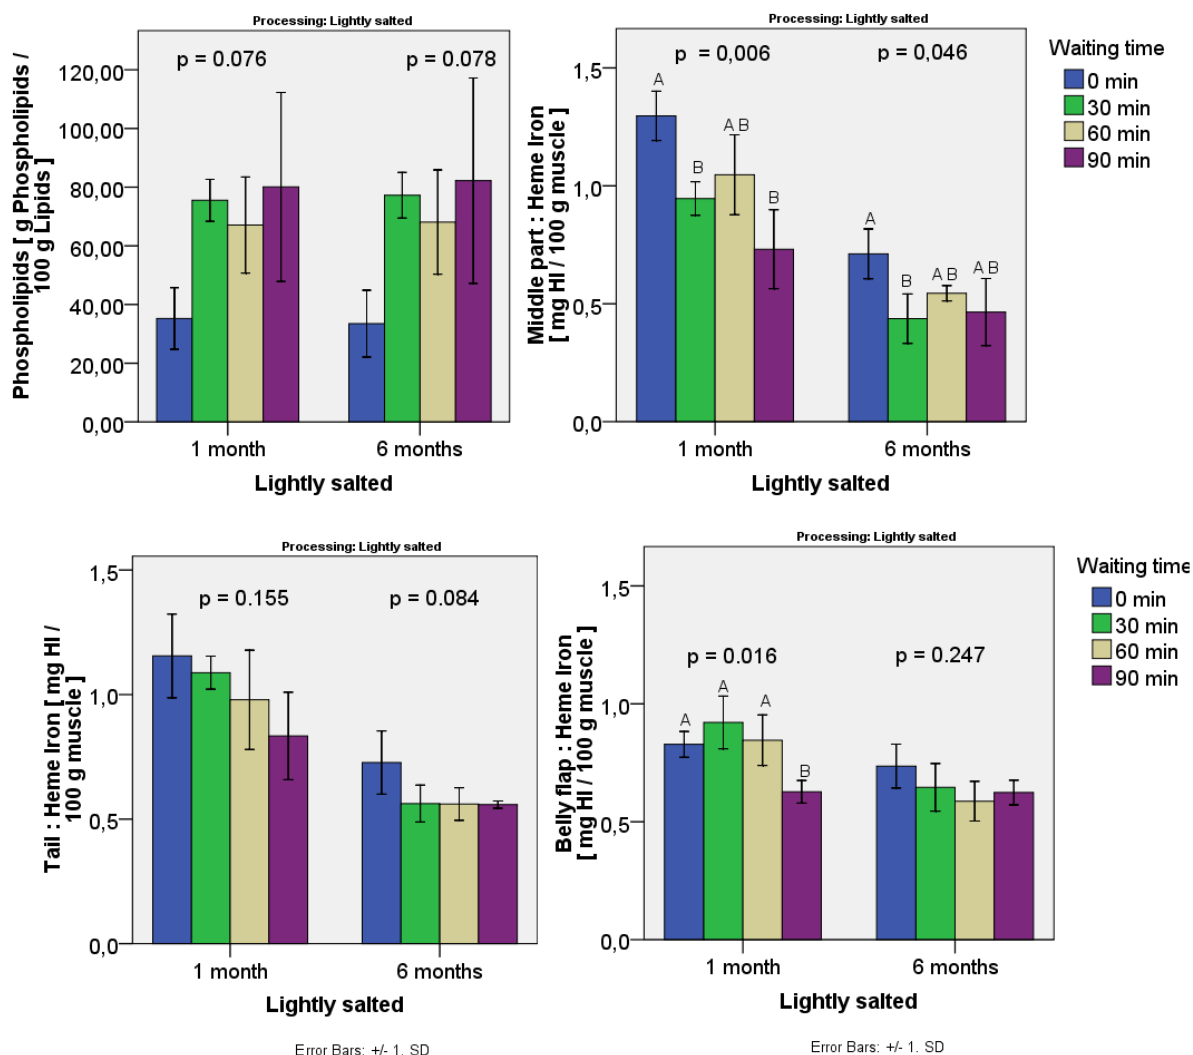 Processing: Lightly salted
Phospholipids [ g Phospholipids /
100 g Lipids ]
120,00
100,00
80,00
60,00
40,00
20,00
0,00
p = 0.076
p = 0.078
1 month
6 months
Lightly salted
Processing: Lightly salted
Middle part : Heme Iron
[ mg HI / 100 g muscle ]
1,5
1,0
0,5
0,0
p = 0,006
p = 0,046
A
B
A B
B
A
B
A B
A B
1 month
6 months
Lightly salted
Waiting time
0 min
30 min
60 min
90 min
Processing: Lightly salted
Tail : Heme Iron [ mg HI /
100 g muscle ]
1,5
1,0
0,5
0,0
p = 0.155
p = 0.084
1 month
6 months
Lightly salted
Error Bars: +/- 1. SD
Processing: Lightly salted
Belly flap : Heme Iron
[ mg HI / 100 g muscle ]
1,5
1,0
0,5
0,0
p = 0.016
p = 0.247
A
A
A
B
1 month
6 months
Lightly salted
Error Bars: +/- 1. SD
Waiting time
0 min
30 min
60 min
90 min